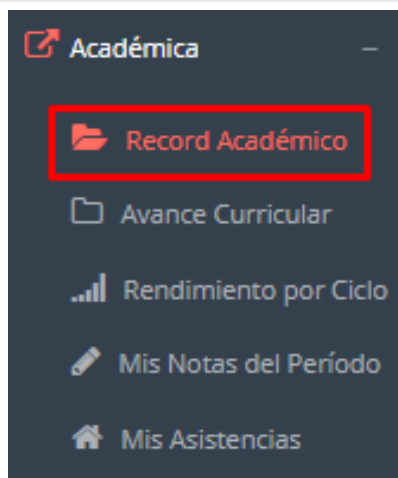 Académica
Record Académico
Avance Curricular
Rendimiento por Ciclo
Mis Notas del Período
Mis Asistencias